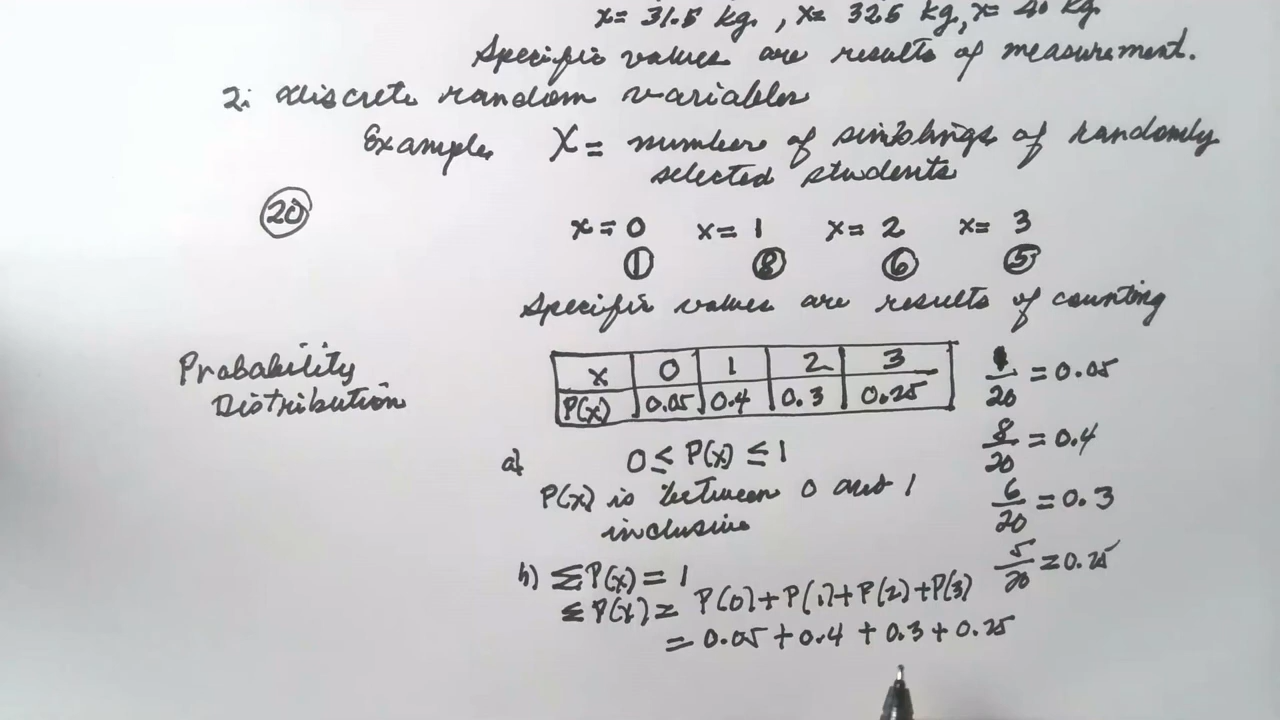 x= 31.5 kg, x= 32.5 kg, x= 40 kg.
Specific values are results of measurement.
2. Discrete random variables
Example X = number of sinblings of randomly
selected students
20 x = 0 x= 1 x= 2 x= 3
1 8 6 5
Specific values are results of counting
Probability
Distribution
X 0 1 2 3
P(x) 0.05 0.4 0.3 0.25
1/20 = 0.05
8/20 = 0.4
6/20 = 0.3
5/20 = 0.25
a) 0 ≤ P(x) ≤ 1
P(x) is between 0 and 1
inclusive
b) ΣP(x) = 1
ΣP(x) = P(0)+P(1)+P(2)+P(3)
= 0.05 + 0.4 + 0.3 + 0.25